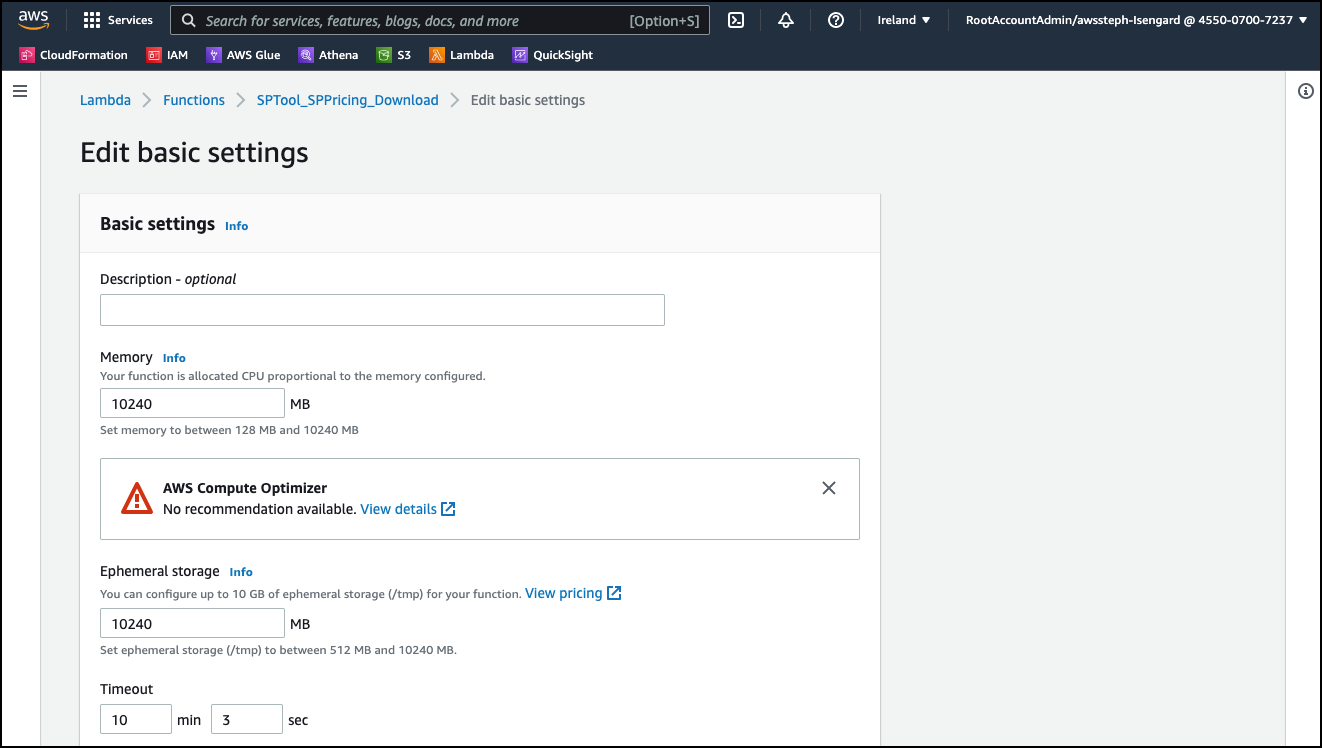 aws Services Search for services, features, blogs, docs, and more [Option+S] Ireland ▼ RootAccountAdmin/awssteph-Isengard @ 4550-0700-7237 ▼
CloudFormation IAM AWS Glue Athena S3 Lambda QuickSight
Lambda > Functions > SPTool_SPPricing_Download > Edit basic settings
Edit basic settings
Basic settings Info
Description - optional
Memory Info
Your function is allocated CPU proportional to the memory configured.
10240 MB
Set memory to between 128 MB and 10240 MB
AWS Compute Optimizer
No recommendation available. View details
Ephemeral storage Info
You can configure up to 10 GB of ephemeral storage (/tmp) for your function. View pricing
10240 MB
Set ephemeral storage (/tmp) to between 512 MB and 10240 MB.
Timeout
10 min 3 sec